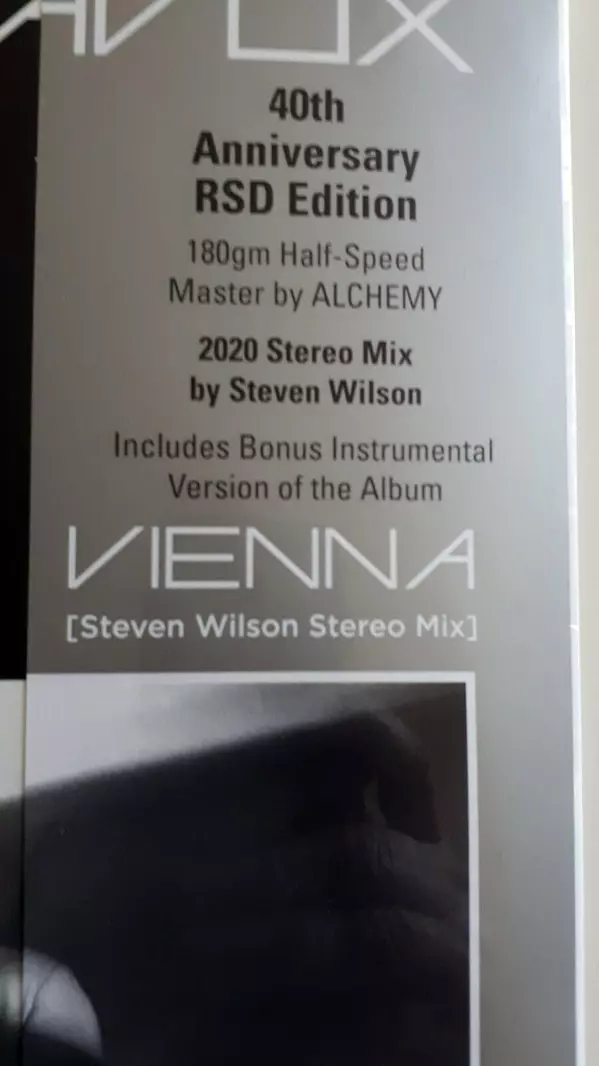 AVOX
40th
Anniversary
RSD Edition
180gm Half-Speed
Master by ALCHEMY
2020 Stereo Mix
by Steven Wilson
Includes Bonus Instrumental
Version of the Album
VIENNA
[Steven Wilson Stereo Mix]